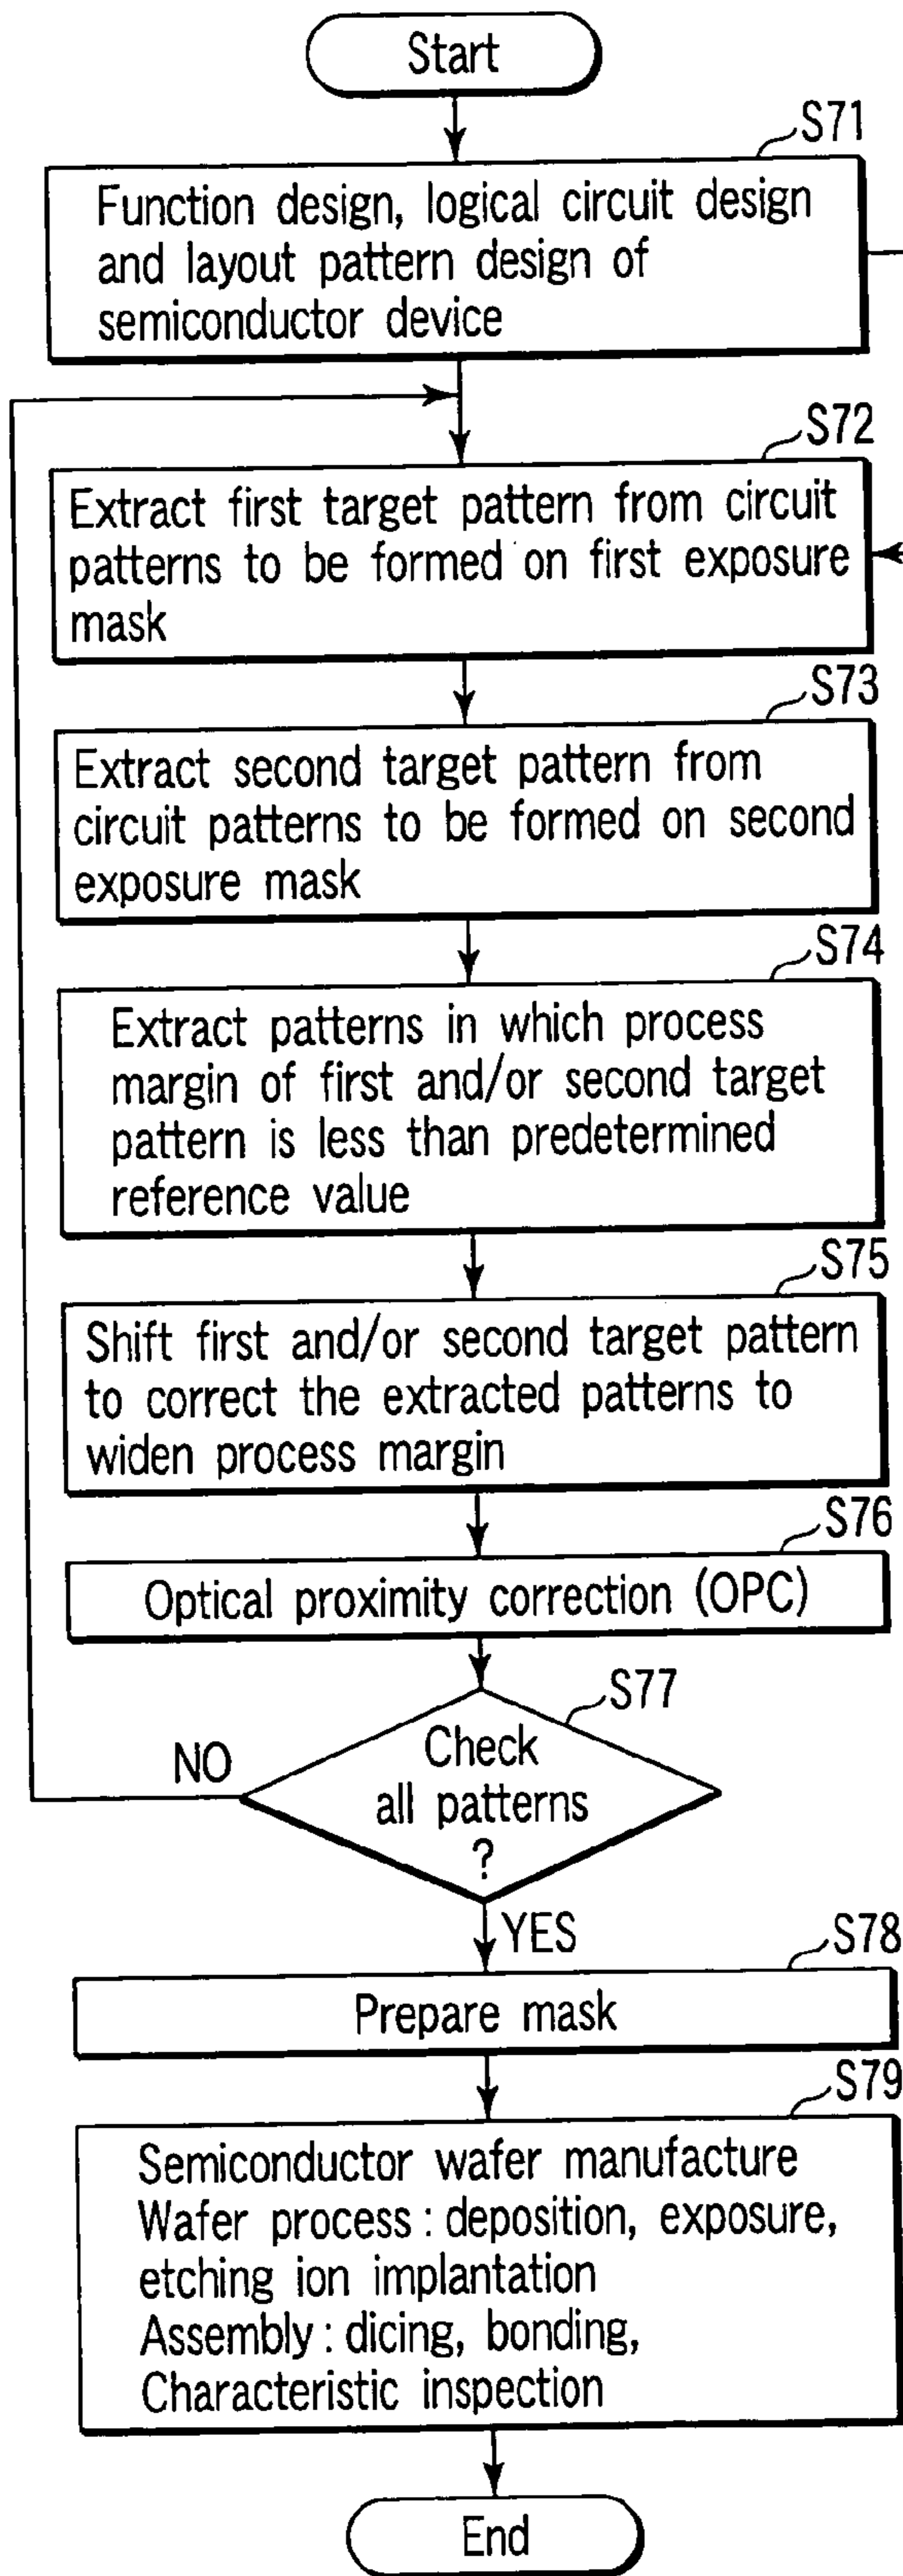 Start
S71
Function design, logical circuit design
and layout pattern design of
semiconductor device
S72
Extract first target pattern from circuit
patterns to be formed on first exposure
mask
S73
Extract second target pattern from
circuit patterns to be formed on second
exposure mask
S74
Extract patterns in which process
margin of first and/or second target
pattern is less than predetermined
reference value
S75
Shift first and/or second target pattern
to correct the extracted patterns to
widen process margin
S76
Optical proximity correction (OPC)
S77
Check
all patterns
?
NO
YES
S78
Prepare mask
S79
Semiconductor wafer manufacture
Wafer process : deposition, exposure,
etching ion implantation
Assembly : dicing, bonding,
Characteristic inspection
End